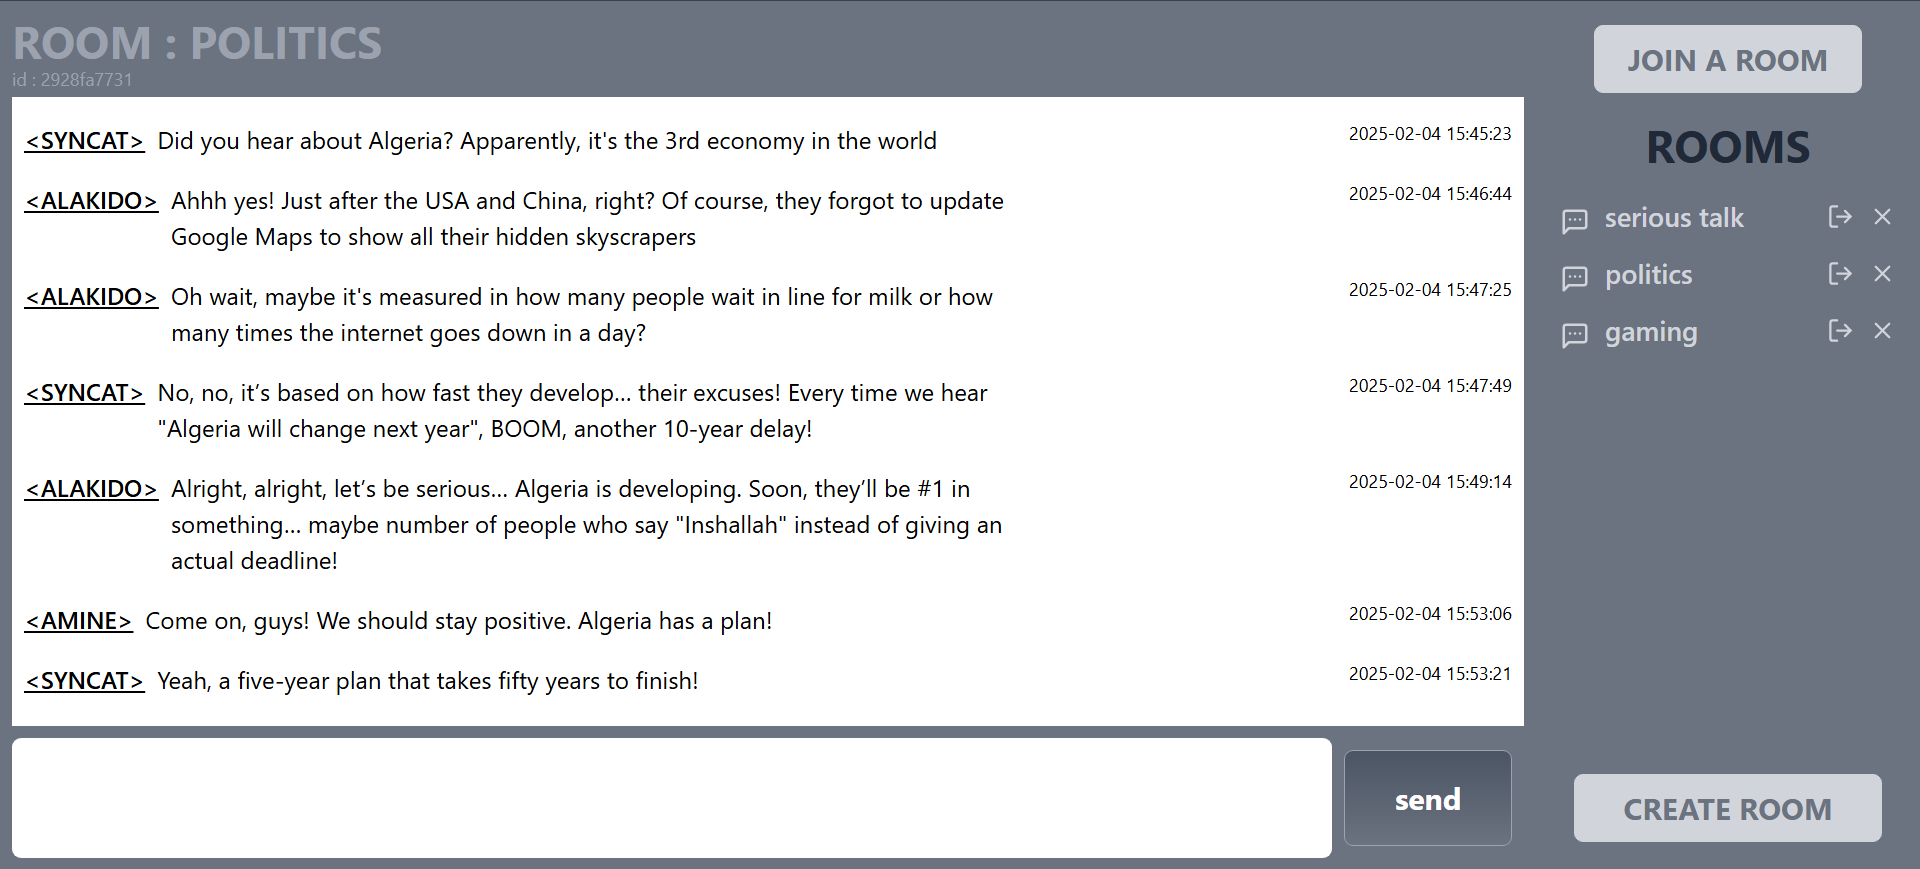 ROOM : POLITICS
id : 2928fa7731
<SYNCAT> Did you hear about Algeria? Apparently, it's the 3rd economy in the world 2025-02-04 15:45:23
<ALAKIDO> Ahhh yes! Just after the USA and China, right? Of course, they forgot to update 2025-02-04 15:46:44
Google Maps to show all their hidden skyscrapers
<ALAKIDO> Oh wait, maybe it's measured in how many people wait in line for milk or how 2025-02-04 15:47:25
many times the internet goes down in a day?
<SYNCAT> No, no, it’s based on how fast they develop... their excuses! Every time we hear 2025-02-04 15:47:49
"Algeria will change next year", BOOM, another 10-year delay!
<ALAKIDO> Alright, alright, let’s be serious... Algeria is developing. Soon, they’ll be #1 in 2025-02-04 15:49:14
something... maybe number of people who say "Inshallah" instead of giving an
actual deadline!
<AMINE> Come on, guys! We should stay positive. Algeria has a plan! 2025-02-04 15:53:06
<SYNCAT> Yeah, a five-year plan that takes fifty years to finish! 2025-02-04 15:53:21
send
JOIN A ROOM
ROOMS
serious talk
politics
gaming
CREATE ROOM